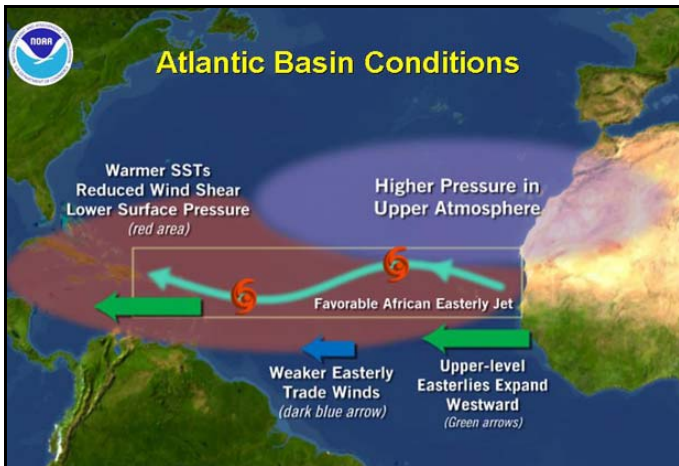 NOAA
Atlantic Basin Conditions
Warmer SSTs
Reduced Wind Shear
Lower Surface Pressure
(red area)
Higher Pressure in
Upper Atmosphere
Favorable African Easterly Jet
Weaker Easterly
Trade Winds
(dark blue arrow)
Upper-level
Easterlies Expand
Westward
(Green arrows)